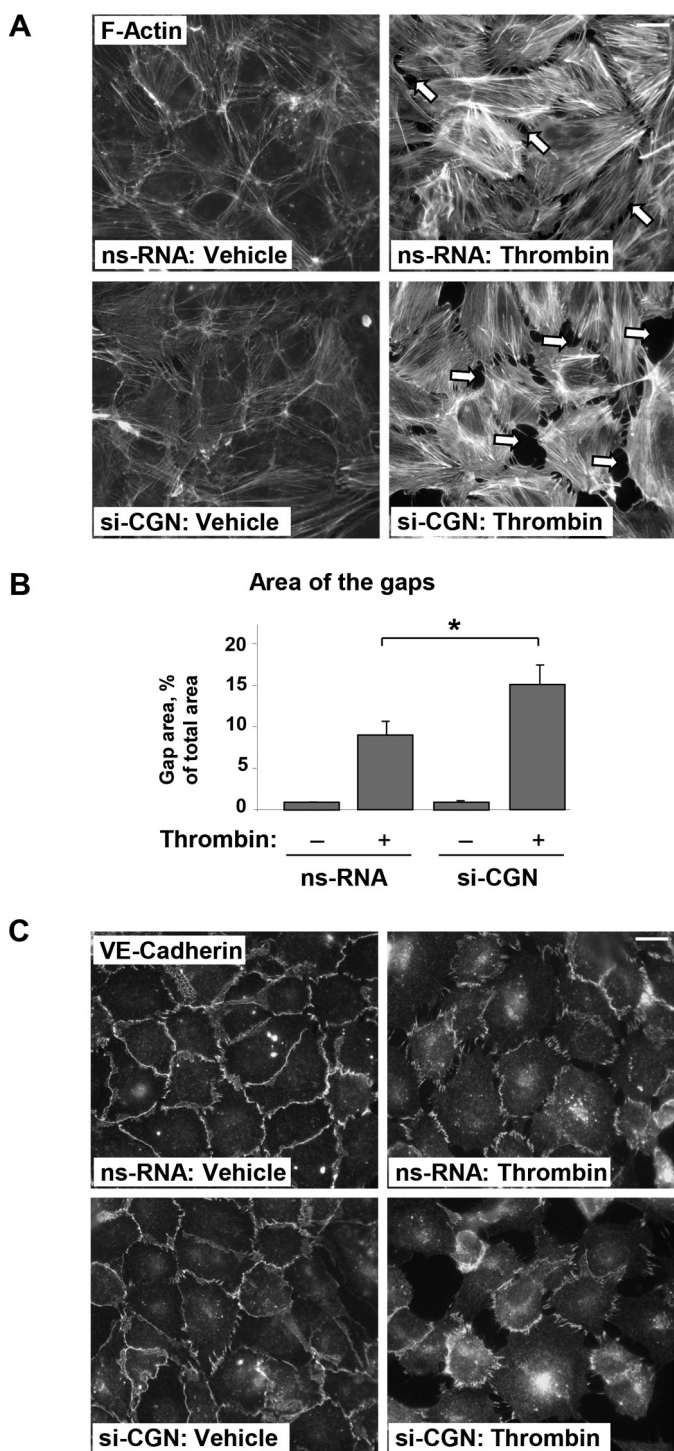 A
F-Actin
ns-RNA: Vehicle
ns-RNA: Thrombin
si-CGN: Vehicle
si-CGN: Thrombin
B
Area of the gaps
Gap area, %
of total area
20
15
10
5
0
*
Thrombin: – + – +
ns-RNA si-CGN
C
VE-Cadherin
ns-RNA: Vehicle
ns-RNA: Thrombin
si-CGN: Vehicle
si-CGN: Thrombin